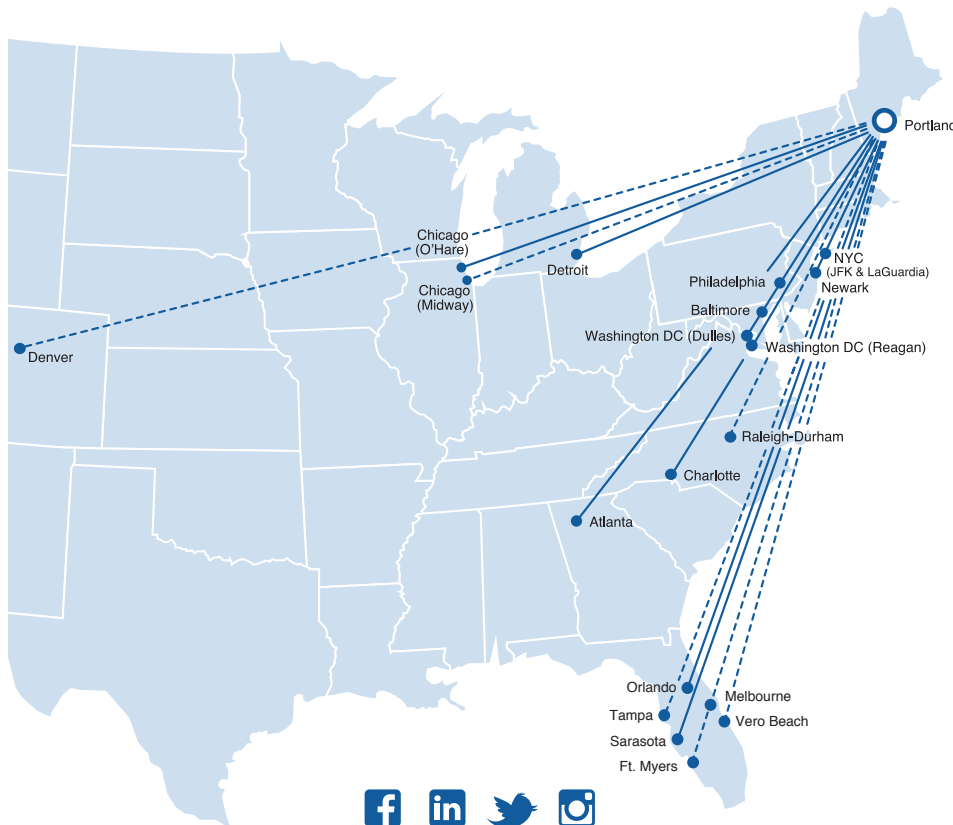 Portland
Chicago
(O'Hare)
Detroit
NYC
(JFK & LaGuardia)
Philadelphia
Newark
Chicago
(Midway)
Baltimore
Washington DC (Dulles)
Washington DC (Reagan)
Denver
Raleigh-Durham
Charlotte
Atlanta
Orlando
Melbourne
Tampa
Vero Beach
Sarasota
Ft. Myers